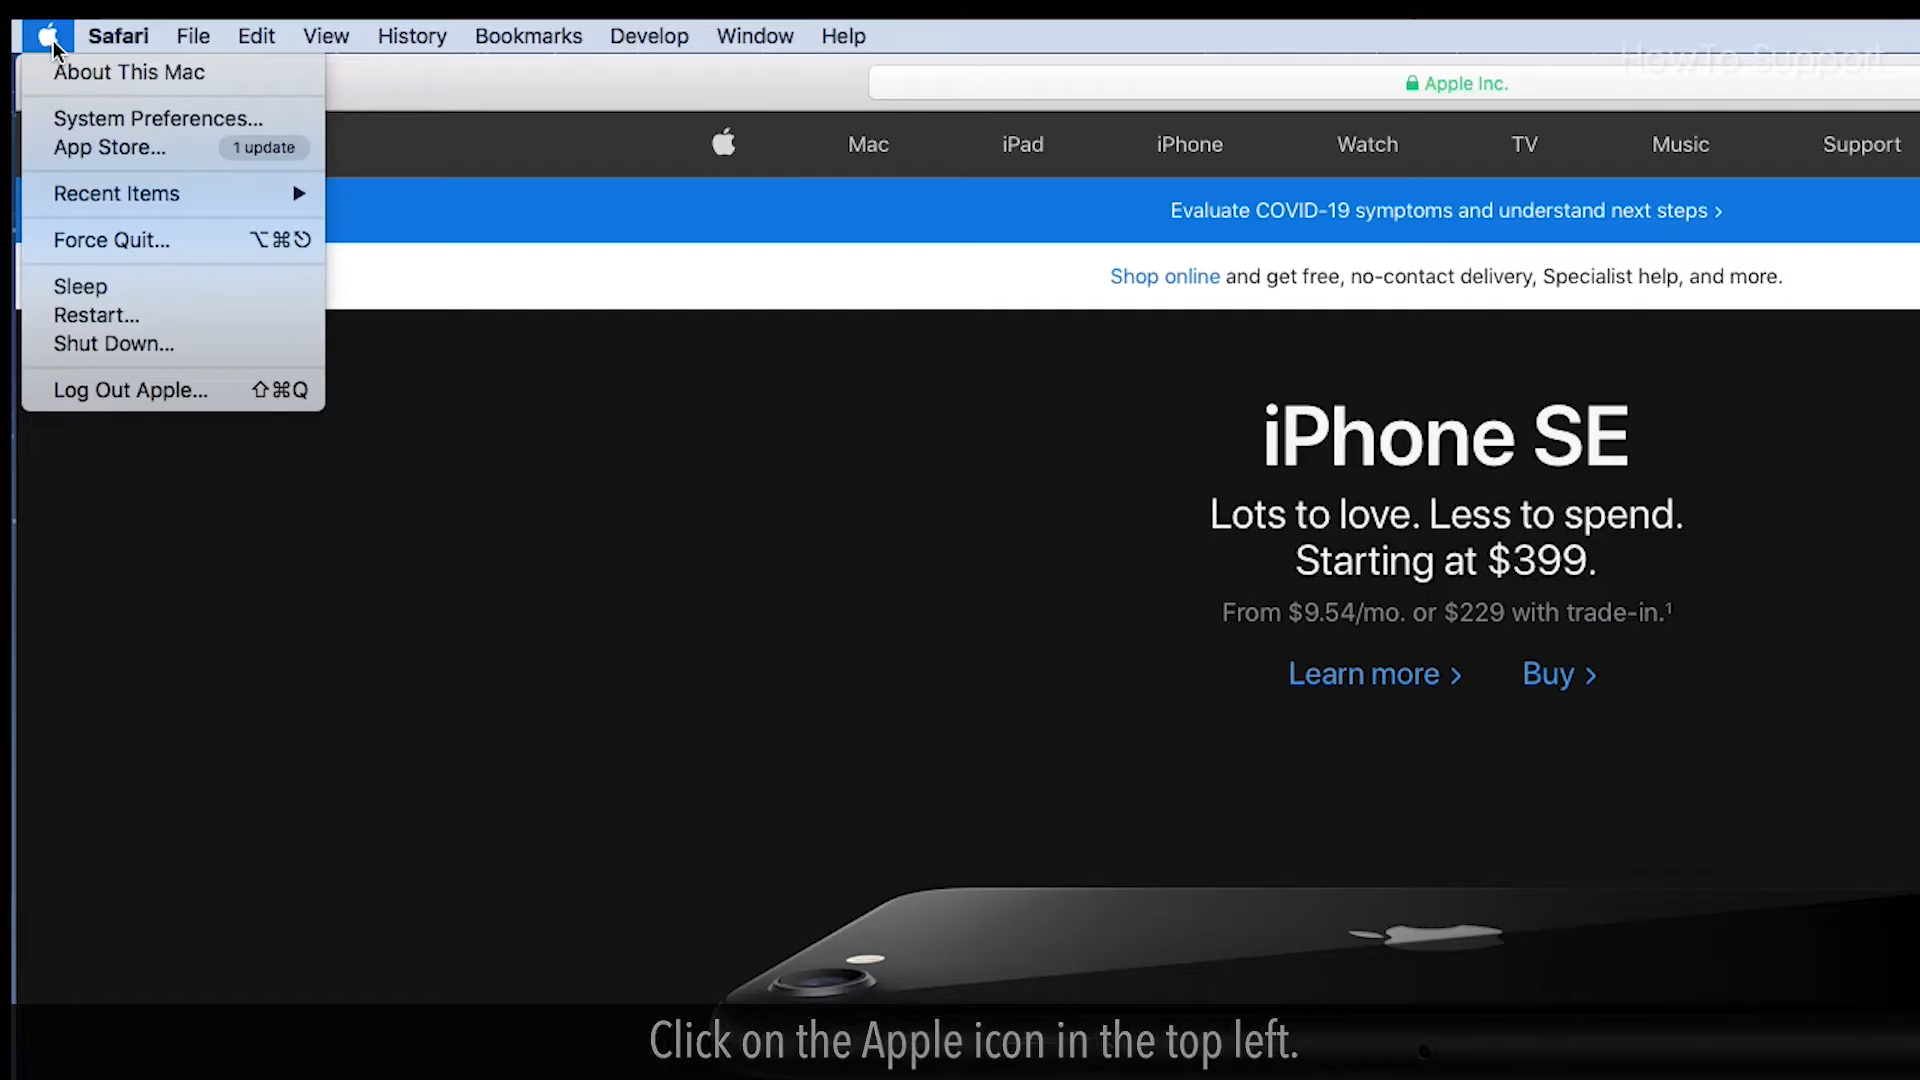 Safari File Edit View History Bookmarks Develop Window Help
HowTo Support
About This Mac
System Preferences...
App Store... 1 update
Recent Items
Force Quit... ⌥⌘⎋
Sleep
Restart...
Shut Down...
Log Out Apple... ⇧⌘Q
Apple Inc.
Mac iPad iPhone Watch TV Music Support
Evaluate COVID-19 symptoms and understand next steps ›
Shop online and get free, no-contact delivery, Specialist help, and more.
iPhone SE
Lots to love. Less to spend.
Starting at $399.
From $9.54/mo. or $229 with trade-in.¹
Learn more › Buy ›
Click on the Apple icon in the top left.